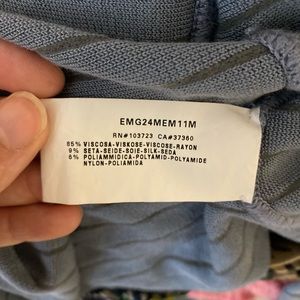 EMG24MEM11M
RN#103723 CA#37360
85% VISCOSA-VISKOSE-VISCOSE-RAYON
9% SETA-SEIDE-SOIE-SILK-SEDA
6% POLIAMMIDICA-POLYAMID-POLYAMIDE
NYLON-POLIAMIDA